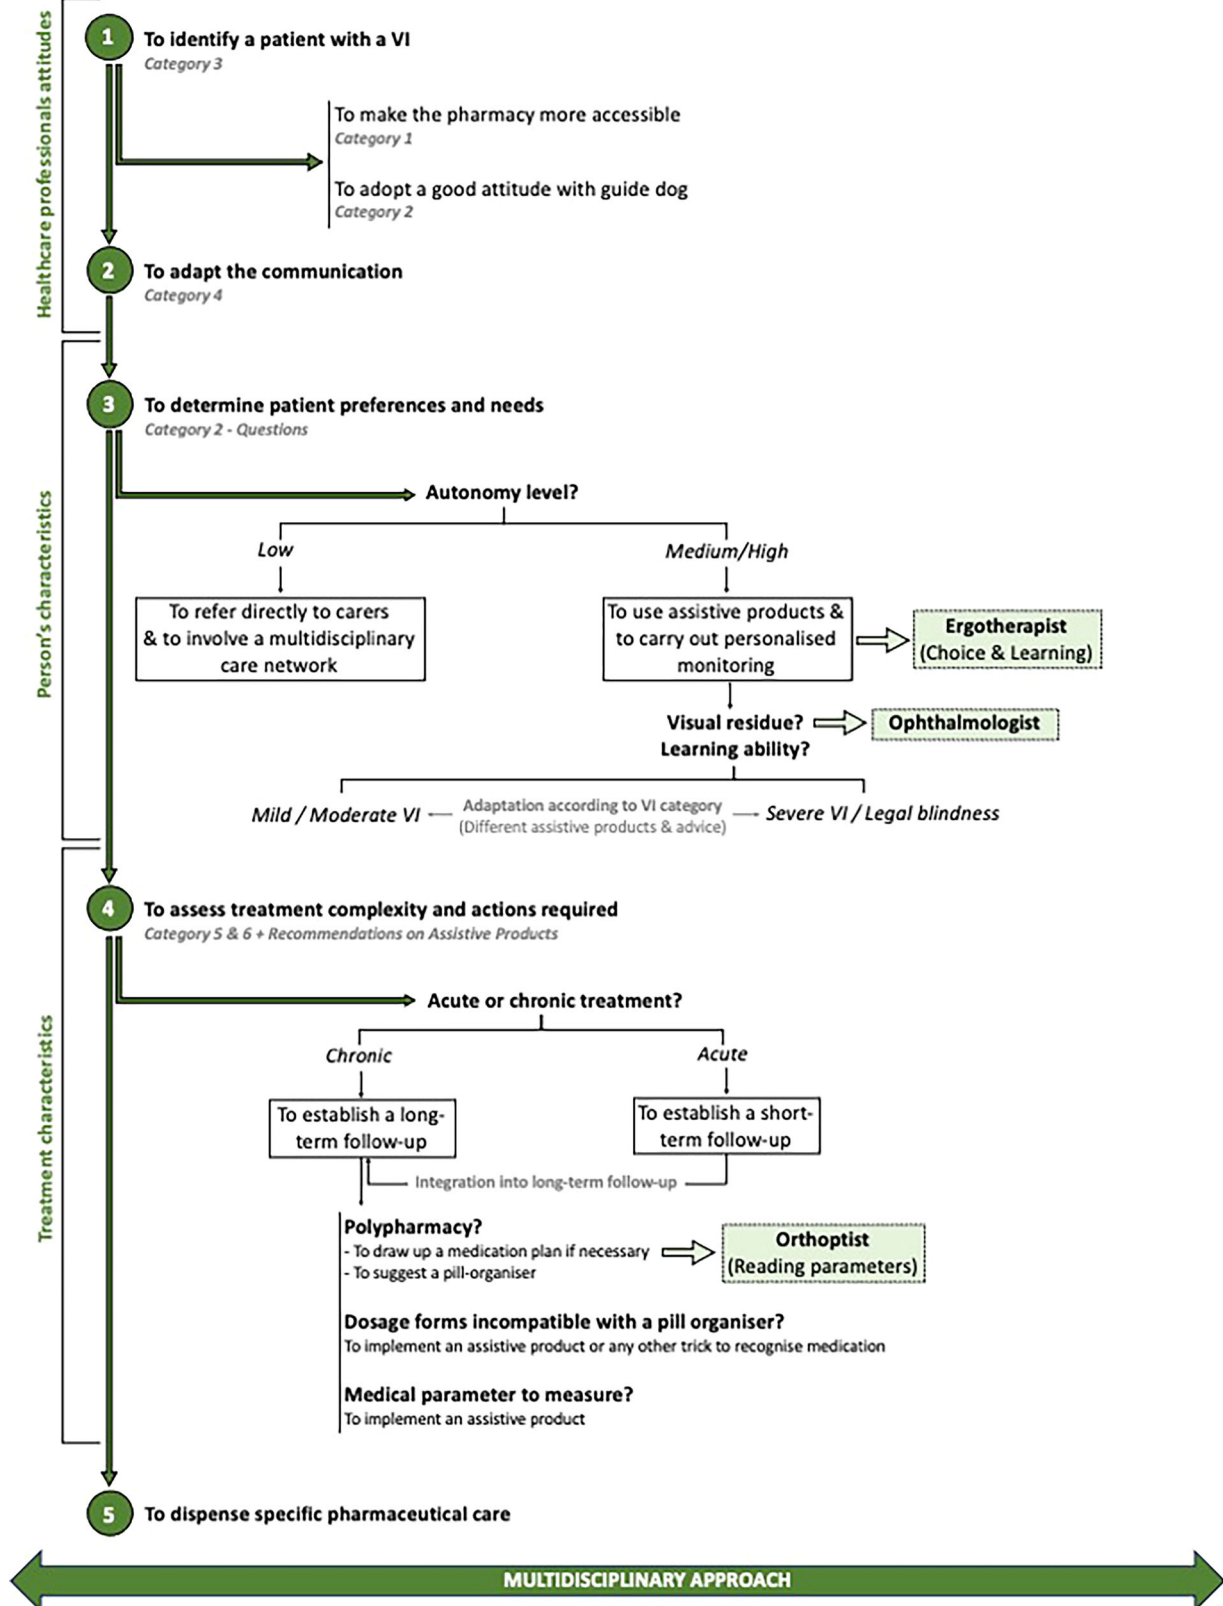 Healthcare professionals attitudes
1
To identify a patient with a VI
Category 3
To make the pharmacy more accessible
Category 1
To adopt a good attitude with guide dog
Category 2
2
To adapt the communication
Category 4
Person's characteristics
3
To determine patient preferences and needs
Category 2 - Questions
Autonomy level?
Low
Medium/High
To refer directly to carers
& to involve a multidisciplinary
care network
To use assistive products &
to carry out personalised
monitoring
Ergotherapist
(Choice & Learning)
Visual residue?
Learning ability?
Ophthalmologist
Mild / Moderate VI
Adaptation according to VI category
(Different assistive products & advice)
Severe VI / Legal blindness
Treatment characteristics
4
To assess treatment complexity and actions required
Category 5 & 6 + Recommendations on Assistive Products
Acute or chronic treatment?
Chronic
Acute
To establish a long-
term follow-up
To establish a short-
term follow-up
Integration into long-term follow-up
Polypharmacy?
- To draw up a medication plan if necessary
- To suggest a pill-organiser
Orthoptist
(Reading parameters)
Dosage forms incompatible with a pill organiser?
To implement an assistive product or any other trick to recognise medication
Medical parameter to measure?
To implement an assistive product
5
To dispense specific pharmaceutical care
MULTIDISCIPLINARY APPROACH